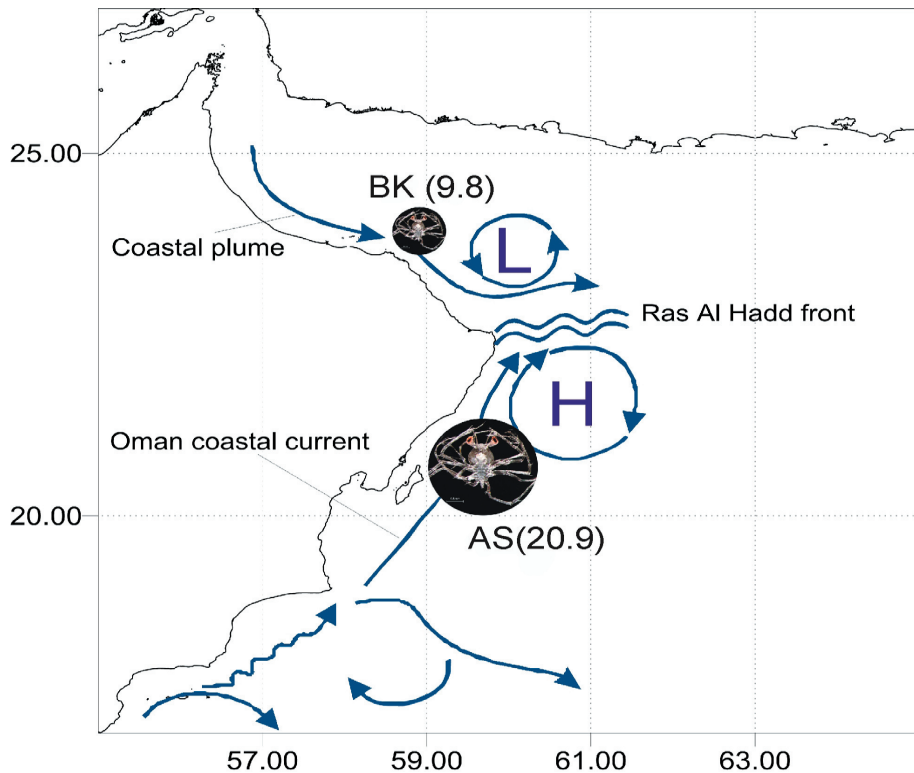 25.00
BK (9.8)
Coastal plume
L
Ras Al Hadd front
H
Oman coastal current
20.00
AS(20.9)
57.00
59.00
61.00
63.00